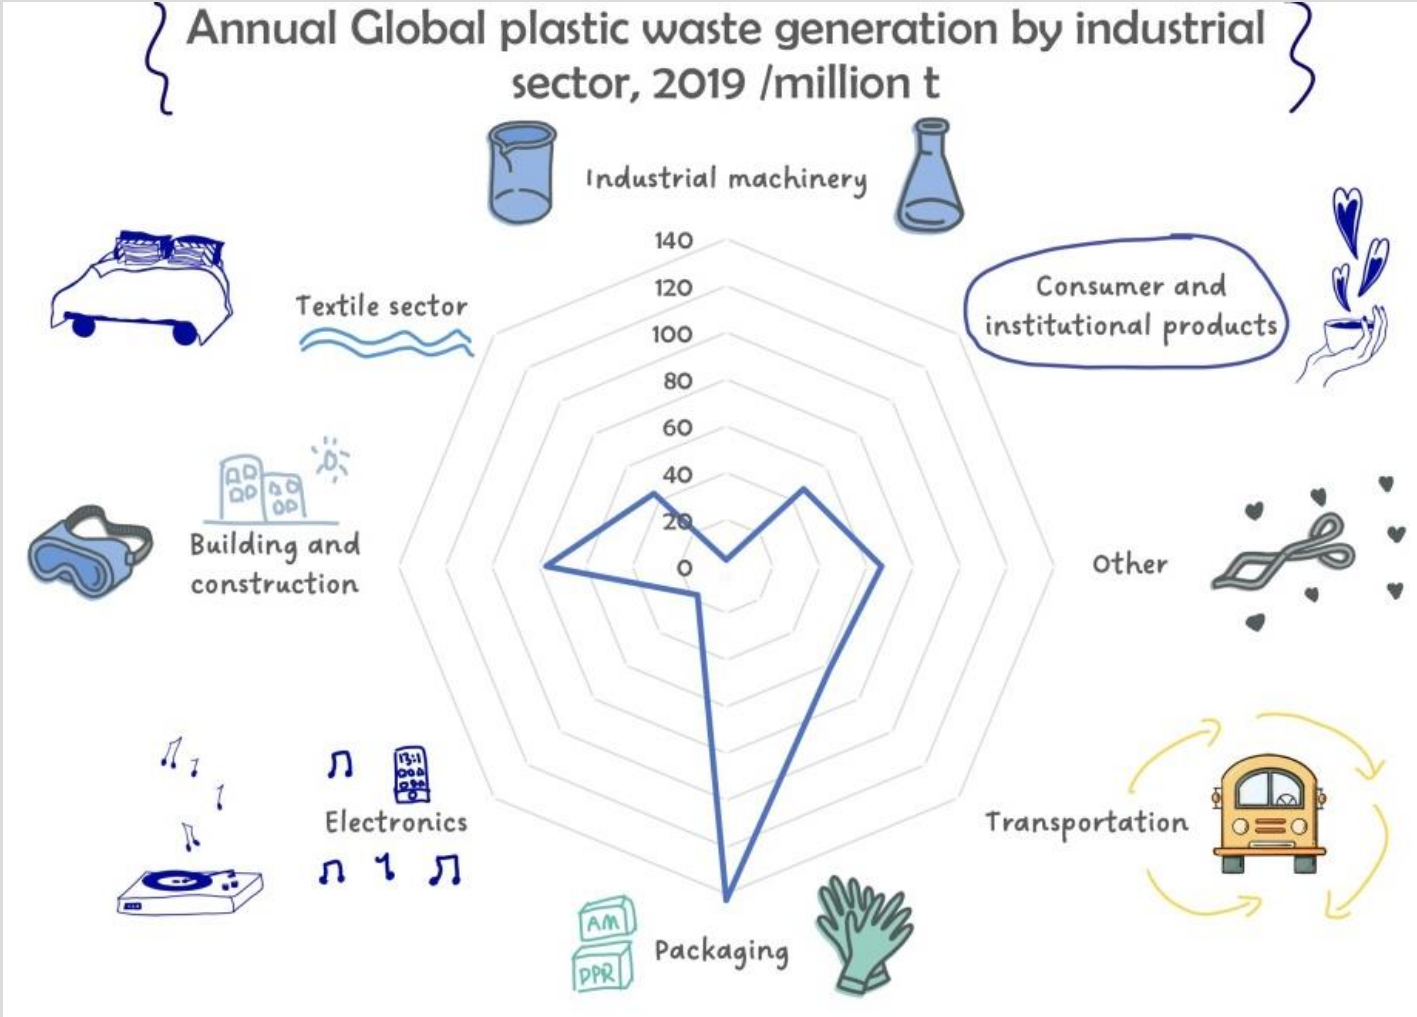 Annual Global plastic waste generation by industrial
sector, 2019 /million t
Industrial machinery
Consumer and
institutional products
Textile sector
140
120
100
80
60
40
20
0
Building and
construction
Other
13:1
Electronics
Transportation
AM
DPR
Packaging